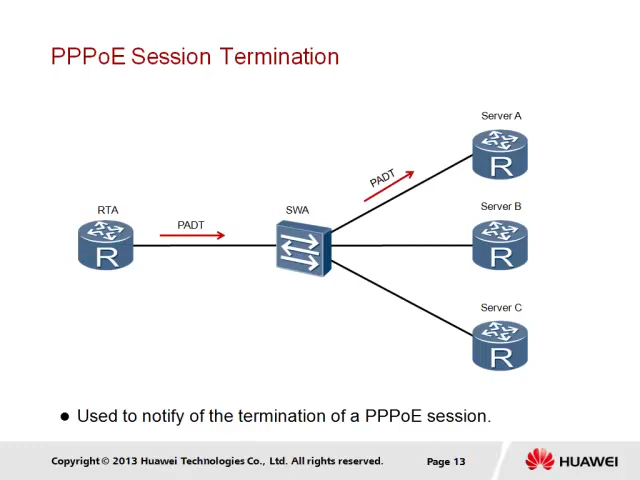 PPPoE Session Termination
Server A
PADT
RTA
SWA
Server B
PADT
R
R
R
Server C
R
● Used to notify of the termination of a PPPoE session.
Copyright © 2013 Huawei Technologies Co., Ltd. All rights reserved.
Page 13
HUAWEI